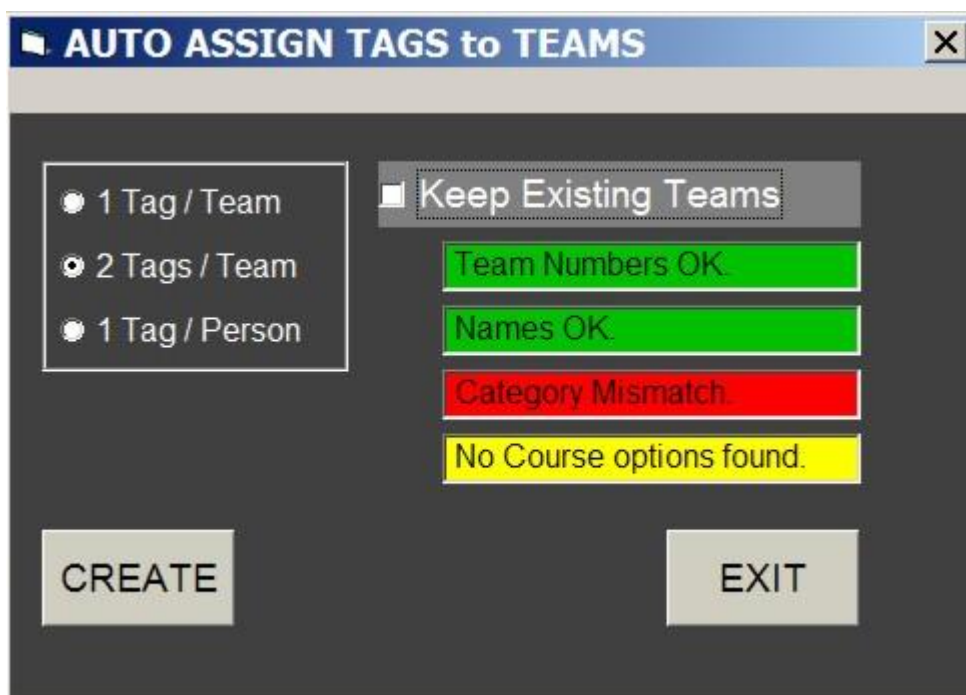 AUTO ASSIGN TAGS to TEAMS
1 Tag / Team
2 Tags / Team
1 Tag / Person
Keep Existing Teams
Team Numbers OK.
Names OK.
Category Mismatch.
No Course options found.
CREATE
EXIT